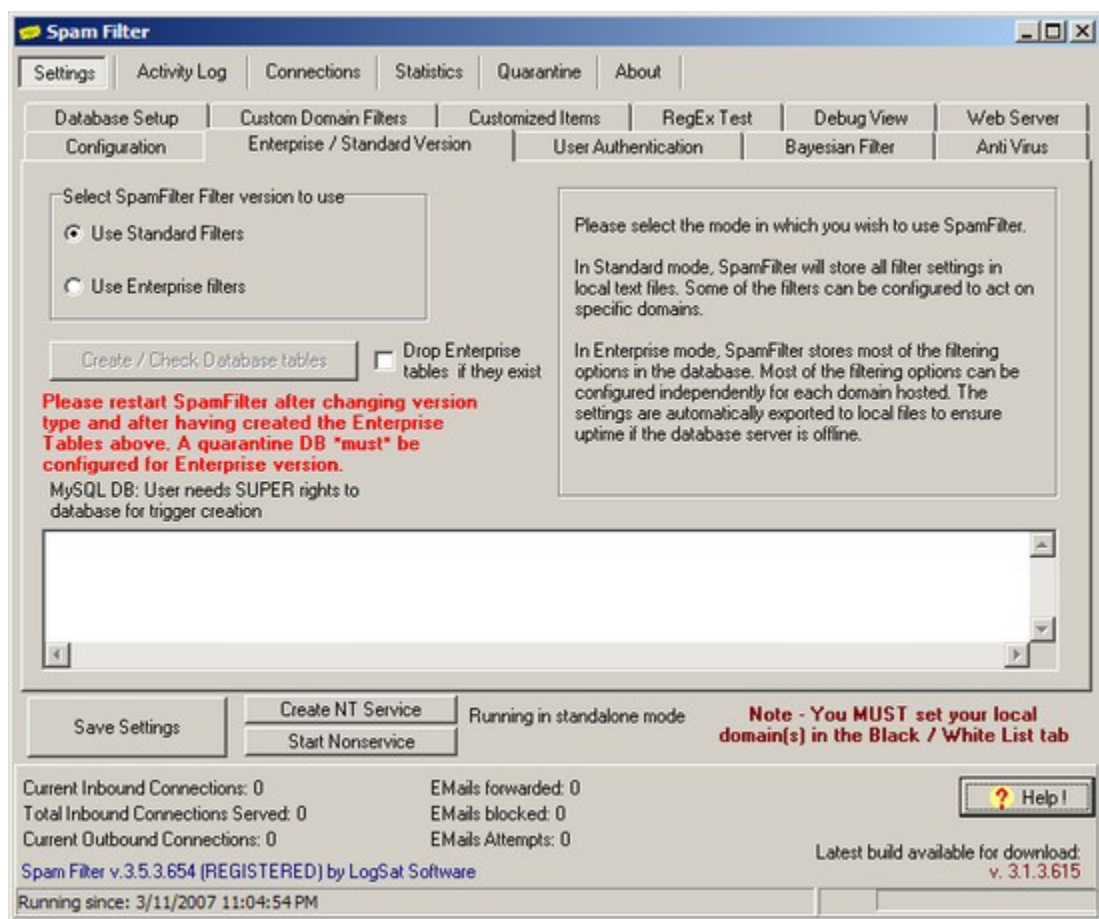 Spam Filter
Settings Activity Log Connections Statistics Quarantine About
Database Setup Custom Domain Filters Customized Items RegEx Test Debug View Web Server
Configuration Enterprise / Standard Version User Authentication Bayesian Filter Anti Virus
Select SpamFilter Filter version to use
Use Standard Filters
Use Enterprise filters
Create / Check Database tables
Drop Enterprise
tables if they exist
Please restart SpamFilter after changing version
type and after having created the Enterprise
Tables above. A quarantine DB *must* be
configured for Enterprise version.
MySQL DB: User needs SUPER rights to
database for trigger creation
Please select the mode in which you wish to use SpamFilter.
In Standard mode, SpamFilter will store all filter settings in
local text files. Some of the filters can be configured to act on
specific domains.
In Enterprise mode, SpamFilter stores most of the filtering
options in the database. Most of the filtering options can be
configured independently for each domain hosted. The
settings are automatically exported to local files to ensure
uptime if the database server is offline.
Save Settings
Create NT Service
Start Nonservice
Running in standalone mode
Note - You MUST set your local
domain(s) in the Black / White List tab
Current Inbound Connections: 0
Total Inbound Connections Served: 0
Current Outbound Connections: 0
EMails forwarded: 0
EMails blocked: 0
EMails Attempts: 0
? Help !
Spam Filter v.3.5.3.654 (REGISTERED) by LogSat Software
Latest build available for download:
v. 3.1.3.615
Running since: 3/11/2007 11:04:54 PM